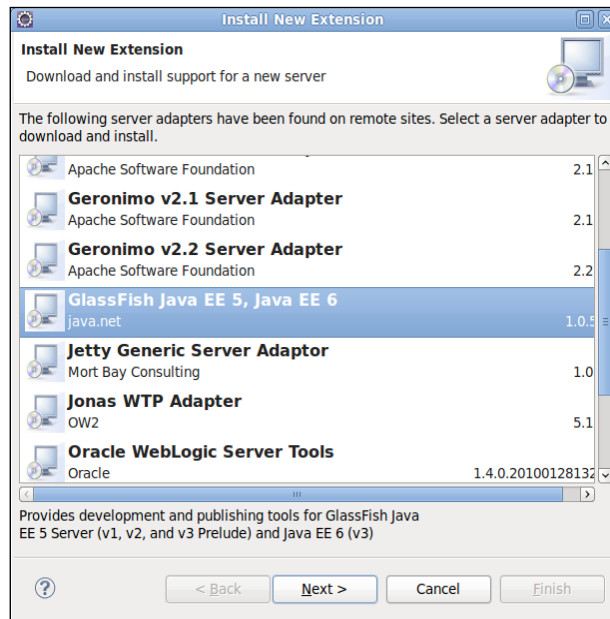 Install New Extension
Install New Extension
Download and install support for a new server
The following server adapters have been found on remote sites. Select a server adapter to
download and install.
Apache Software Foundation 2.1
Geronimo v2.1 Server Adapter
Apache Software Foundation 2.1
Geronimo v2.2 Server Adapter
Apache Software Foundation 2.2
GlassFish Java EE 5, Java EE 6
java.net 1.0.5
Jetty Generic Server Adaptor
Mort Bay Consulting 1.0
Jonas WTP Adapter
OW2 5.1
Oracle WebLogic Server Tools
Oracle 1.4.0.20100128132
Provides development and publishing tools for GlassFish Java
EE 5 Server (v1, v2, and v3 Prelude) and Java EE 6 (v3)
? < Back Next > Cancel Finish